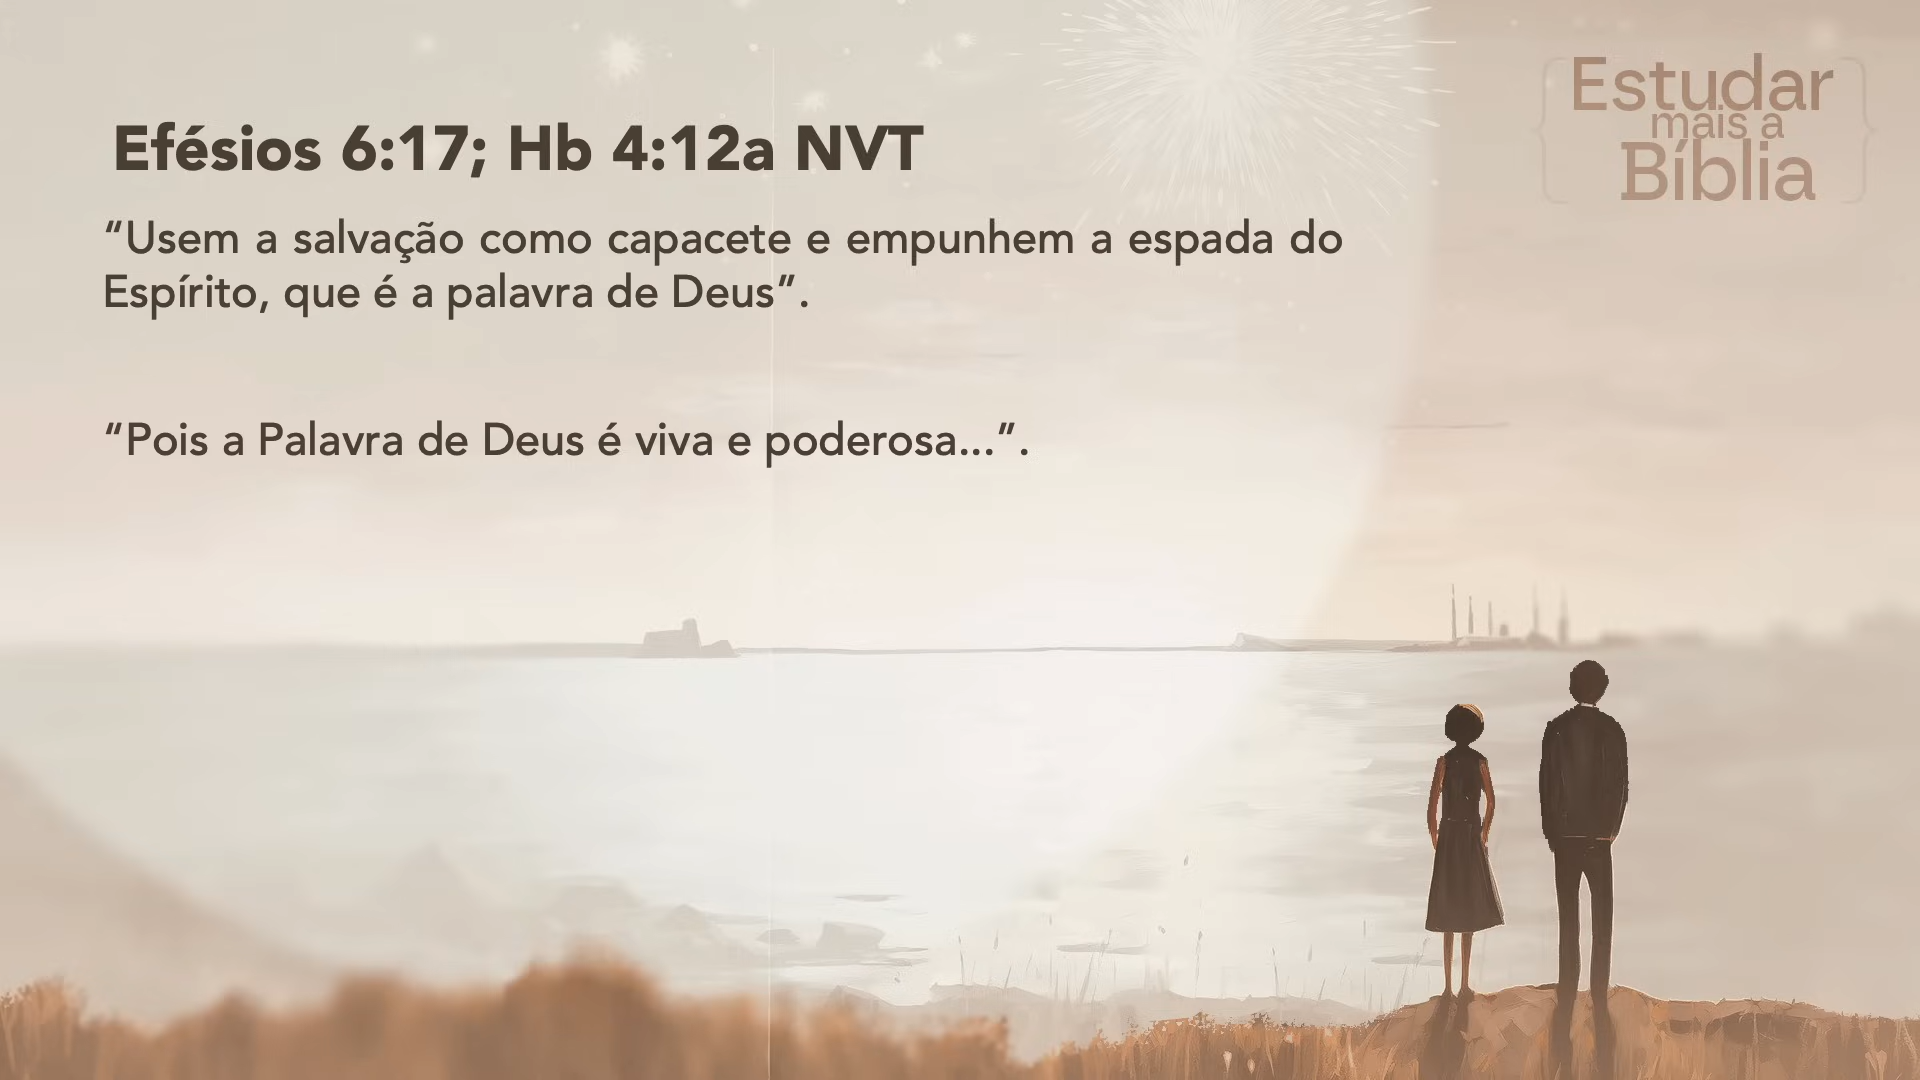 Estudar
mais a
Bíblia
Efésios 6:17; Hb 4:12a NVT
“Usem a salvação como capacete e empunhem a espada do
Espírito, que é a palavra de Deus”.
“Pois a Palavra de Deus é viva e poderosa...”.